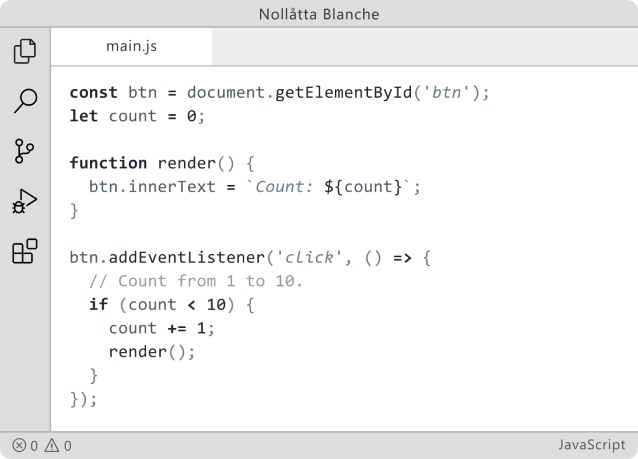 Nollåtta Blanche
main.js
const btn = document.getElementById('btn');
let count = 0;
function render() {
  btn.innerText = `Count: ${count}`;
}
btn.addEventListener('click', () => {
  // Count from 1 to 10.
  if (count < 10) {
    count += 1;
    render();
  }
});
0 0
JavaScript